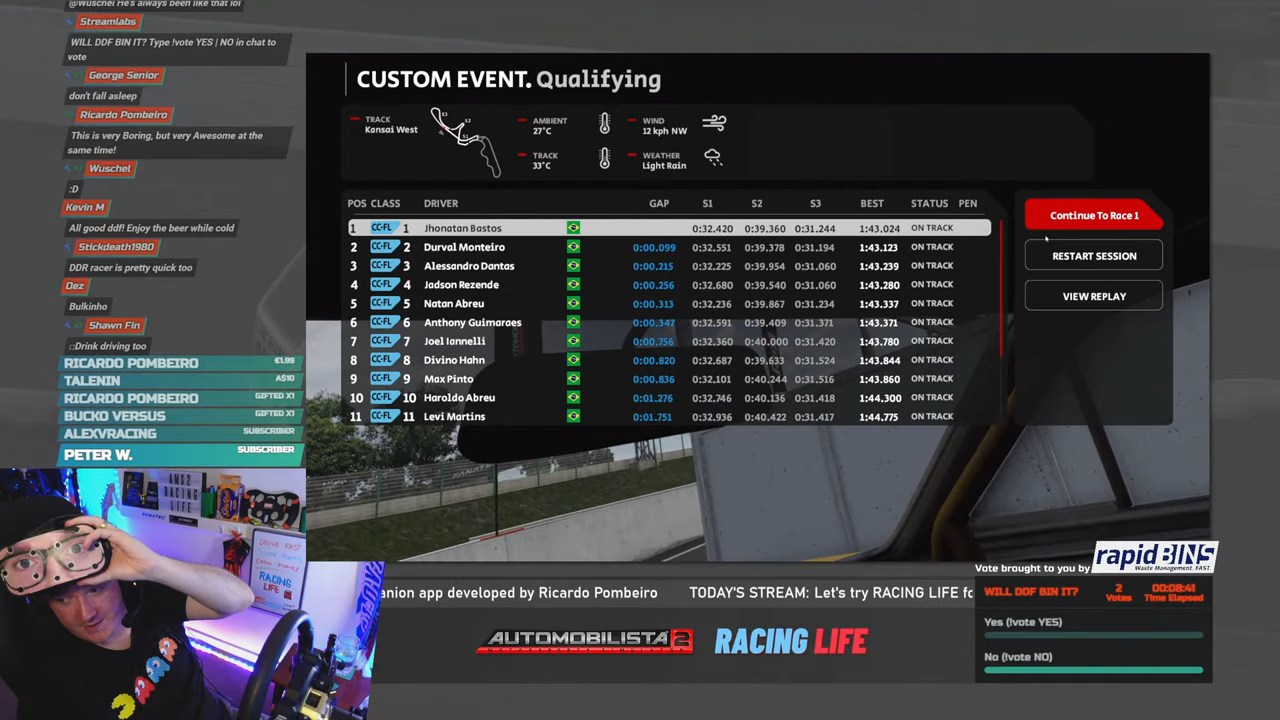 @Wuschel He's always been like that lol
Streamlabs
WILL DDF BIN IT? Type !vote YES | NO in chat to
vote
George Senior
don't fall asleep
Ricardo Pombeiro
This is very Boring, but very Awesome at the
same time!
Wuschel
:D
Kevin M
All good ddf! Enjoy the beer while cold
Stickdeath1980
DDR racer is pretty quick too
Oez
Bulkinho
Shawn Fin
Drink driving too
RICARDO POMBEIRO €1.99
TALENIN A$10
RICARDO POMBEIRO GIFTED X1
BUCKO VERSUS GIFTED X1
ALEXVRACING SUBSCRIBER
PETER W. SUBSCRIBER
CUSTOM EVENT. Qualifying
TRACK
Kansai West
S3
S2
S1
AMBIENT
27°C
TRACK
33°C
WIND
12 kph NW
WEATHER
Light Rain
POS CLASS DRIVER GAP S1 S2 S3 BEST STATUS PEN
1 CC-FL 1 Jhonatan Bastos 0:32.420 0:39.360 0:31.244 1:43.024 ON TRACK
2 CC-FL 2 Durval Monteiro 0:00.099 0:32.551 0:39.378 0:31.194 1:43.123 ON TRACK
3 CC-FL 3 Alessandro Dantas 0:00.215 0:32.225 0:39.954 0:31.060 1:43.239 ON TRACK
4 CC-FL 4 Jadson Rezende 0:00.256 0:32.680 0:39.540 0:31.060 1:43.280 ON TRACK
5 CC-FL 5 Natan Abreu 0:00.313 0:32.236 0:39.867 0:31.234 1:43.337 ON TRACK
6 CC-FL 6 Anthony Guimaraes 0:00.347 0:32.591 0:39.409 0:31.371 1:43.371 ON TRACK
7 CC-FL 7 Joel Iannelli 0:00.756 0:32.360 0:40.000 0:31.420 1:43.780 ON TRACK
8 CC-FL 8 Divino Hahn 0:00.820 0:32.687 0:39.633 0:31.524 1:43.844 ON TRACK
9 CC-FL 9 Max Pinto 0:00.836 0:32.101 0:40.244 0:31.516 1:43.860 ON TRACK
10 CC-FL 10 Haroldo Abreu 0:01.276 0:32.746 0:40.136 0:31.418 1:44.300 ON TRACK
11 CC-FL 11 Levi Martins 0:01.751 0:32.936 0:40.422 0:31.417 1:44.775 ON TRACK
Continue To Race 1
RESTART SESSION
VIEW REPLAY
AMS2
RACING
LIFE
FANATEC
DRIVE FAST
RACING
LIFE
anion app developed by Ricardo Pombeiro TODAY'S STREAM: Let's try RACING LIFE fo
AUTOMOBILISTA 2
RACING LIFE
Vote brought to you by
rapidBINS
Waste Management. FAST.
WILL DDF BIN IT?
2
Votes
00:08:41
Time Elapsed
Yes (!vote YES)
No (!vote NO)